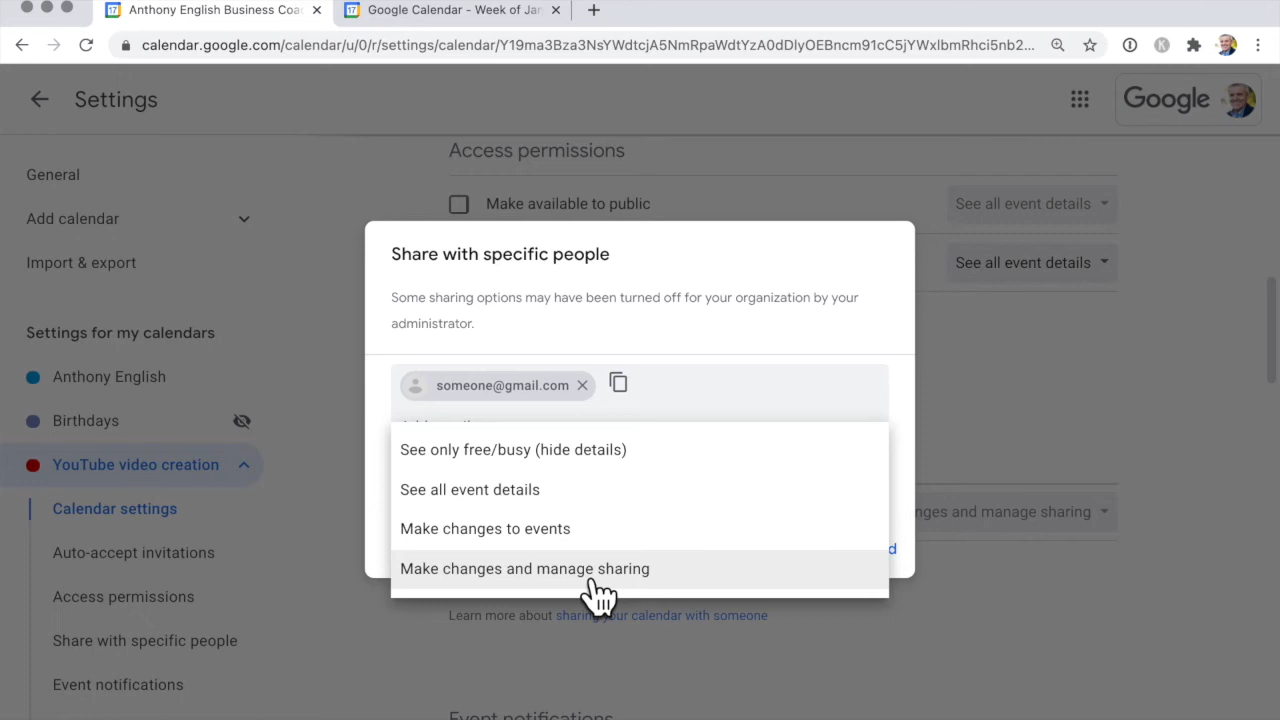 Anthony English Business Coa
Google Calendar - Week of Jan
calendar.google.com/calendar/u/0/r/settings/calendar/Y19ma3Bza3NsYWdtcjA5NmRpaWdtYzA0dDlyOEBncm91cC5jYWxlbmRhci5nb2...
Settings
Google
General
Add calendar
Import & export
Settings for my calendars
Anthony English
Birthdays
YouTube video creation
Calendar settings
Auto-accept invitations
Access permissions
Share with specific people
Event notifications
Access permissions
Make available to public
See all event details
See all event details
Share with specific people
Some sharing options may have been turned off for your organization by your
administrator.
someone@gmail.com
See only free/busy (hide details)
See all event details
Make changes to events
Make changes and manage sharing
nges and manage sharing
d
Learn more about sharing your calendar with someone
Event notifications